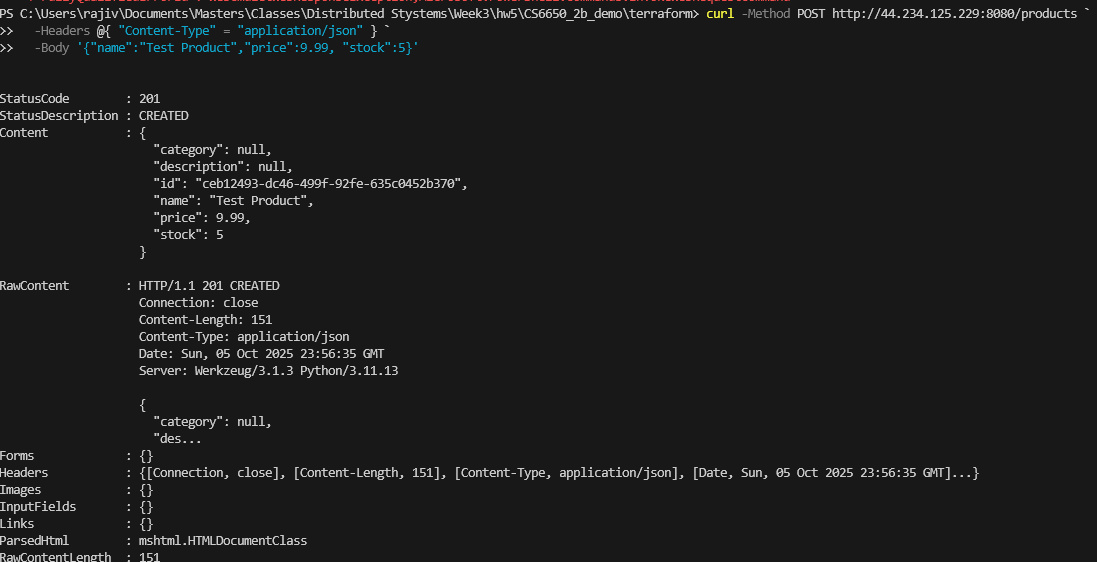 PS C:\Users\rajiv\Documents\Masters\Classes\Distributed Stystems\Week3\hw5\CS6650_2b_demo\terraform> curl -Method POST http://44.234.125.229:8080/products `
>>   -Headers @{ "Content-Type" = "application/json" } `
>>   -Body '{"name":"Test Product","price":9.99, "stock":5}'
StatusCode        : 201
StatusDescription : CREATED
Content           : {
                      "category": null,
                      "description": null,
                      "id": "ceb12493-dc46-499f-92fe-635c0452b370",
                      "name": "Test Product",
                      "price": 9.99,
                      "stock": 5
                    }
RawContent        : HTTP/1.1 201 CREATED
                    Connection: close
                    Content-Length: 151
                    Content-Type: application/json
                    Date: Sun, 05 Oct 2025 23:56:35 GMT
                    Server: Werkzeug/3.1.3 Python/3.11.13
                    {
                      "category": null,
                      "des...
Forms             : {}
Headers           : {[Connection, close], [Content-Length, 151], [Content-Type, application/json], [Date, Sun, 05 Oct 2025 23:56:35 GMT]...}
Images            : {}
InputFields       : {}
Links             : {}
ParsedHtml        : mshtml.HTMLDocumentClass
RawContentLength  : 151